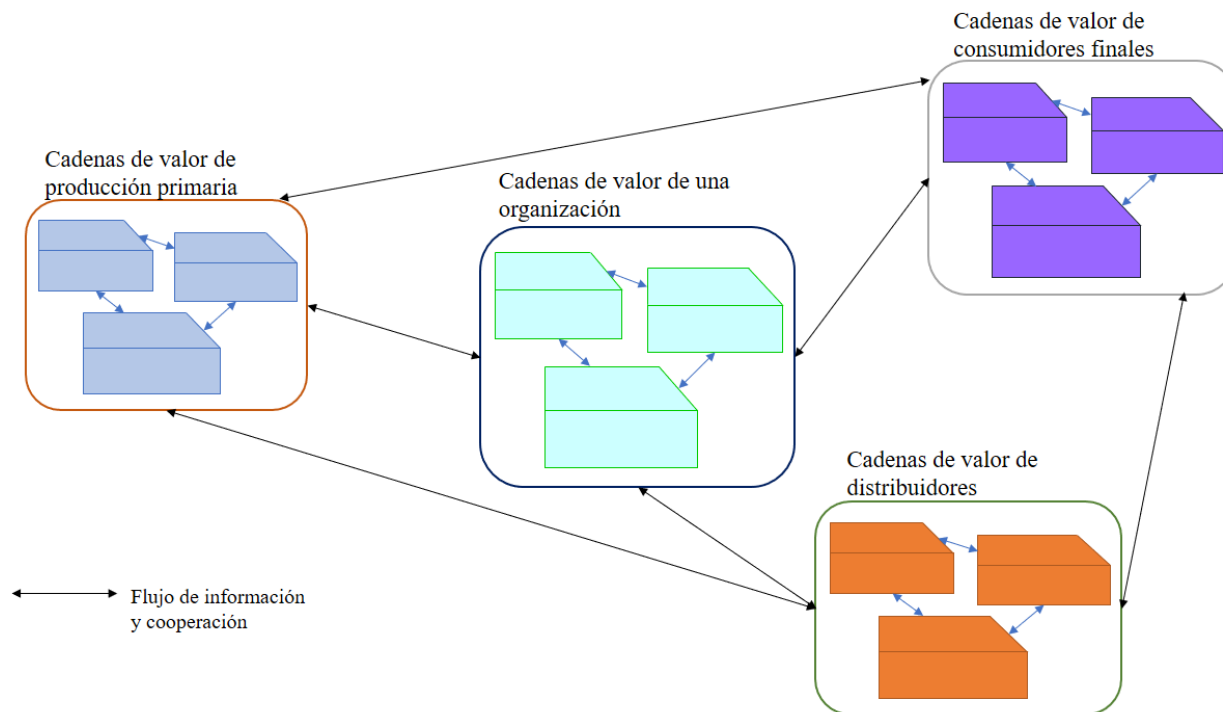 Cadenas de valor de
consumidores finales
Cadenas de valor de
producción primaria
Cadenas de valor de una
organización
Cadenas de valor de
distribuidores
Flujo de información
y cooperación